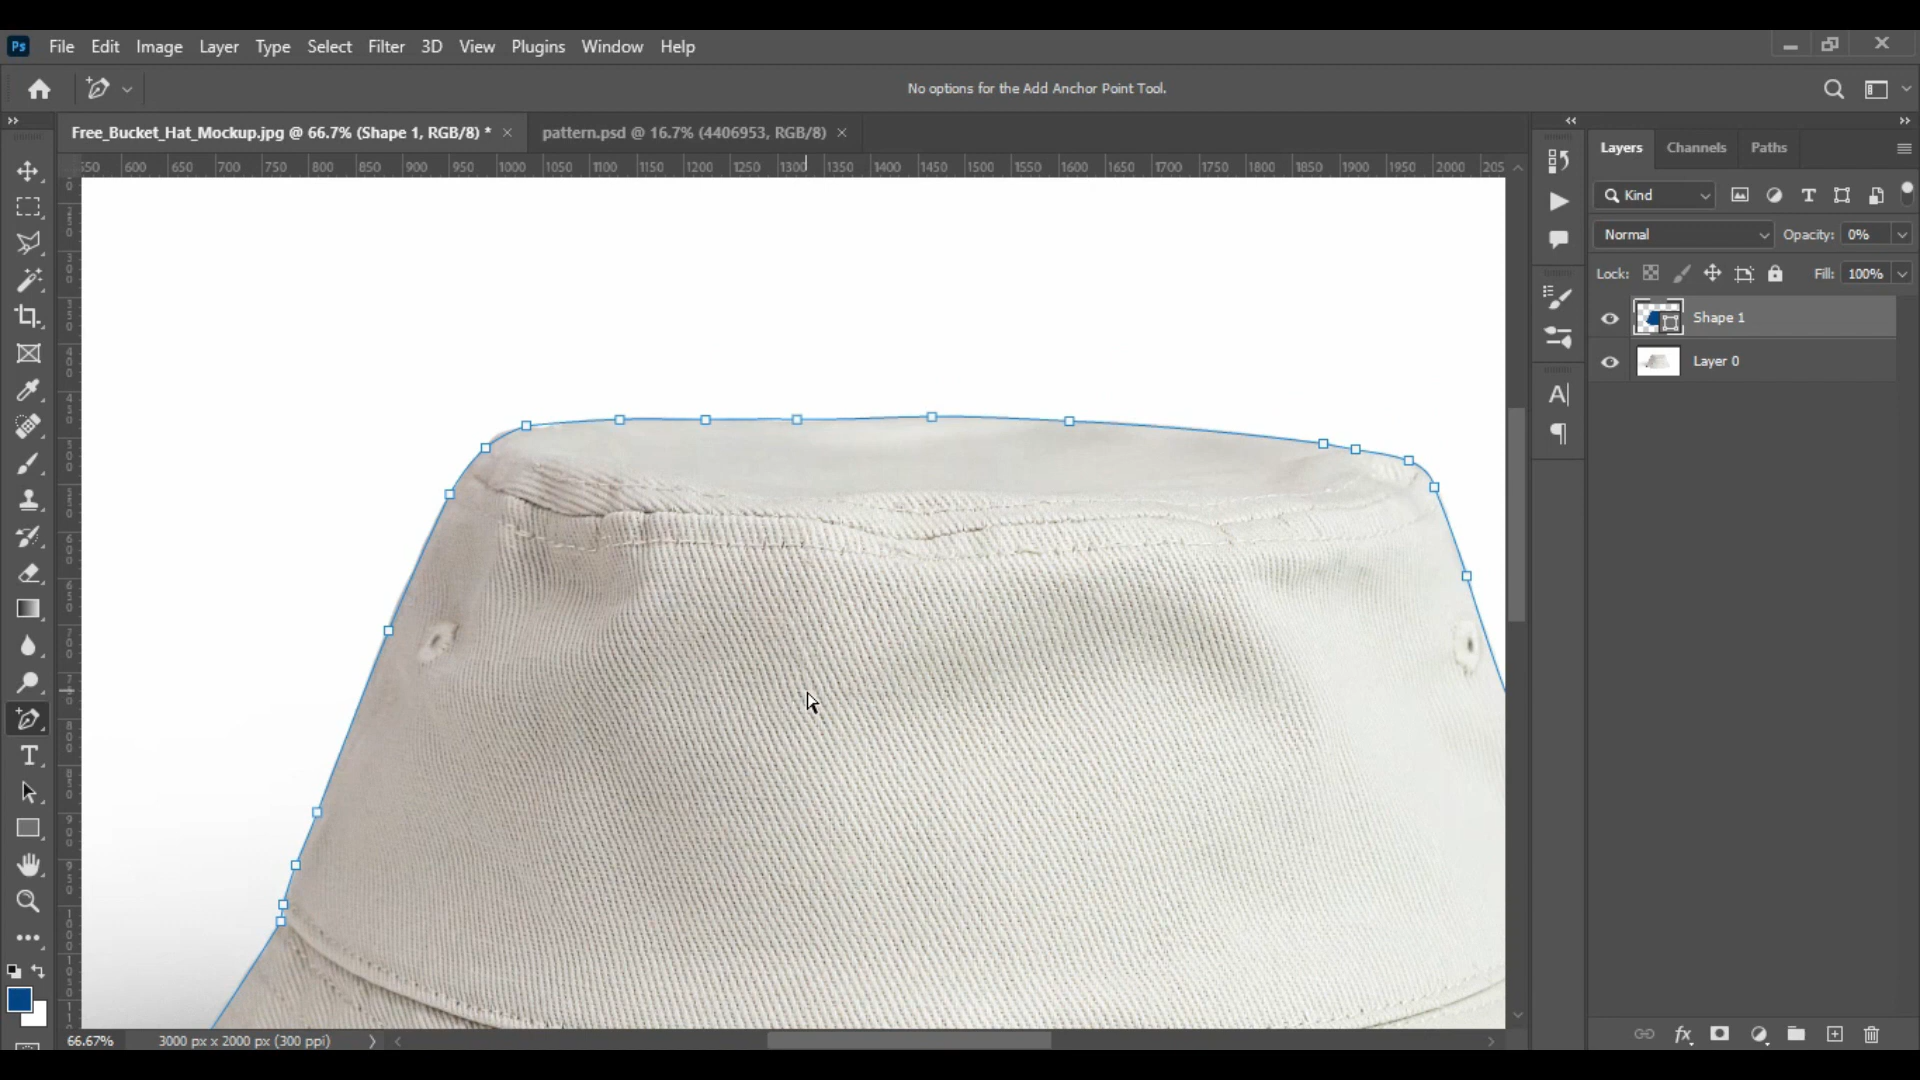 Ps File Edit Image Layer Type Select Filter 3D View Plugins Window Help
No options for the Add Anchor Point Tool.
Free_Bucket_Hat_Mockup.jpg @ 66.7% (Shape 1, RGB/8) * × pattern.psd @ 16.7% (4406953, RGB/8) ×
550 600 650 700 750 800 850 900 950 1000 1050 1100 1150 1200 1250 1300 1350 1400 1450 1500 1550 1600 1650 1700 1750 1800 1850 1900 1950 2000 205
Layers Channels Paths
Kind
Normal Opacity: 0%
Lock: Fill: 100%
Shape 1
Layer 0
66.67% 3000 px x 2000 px (300 ppi)